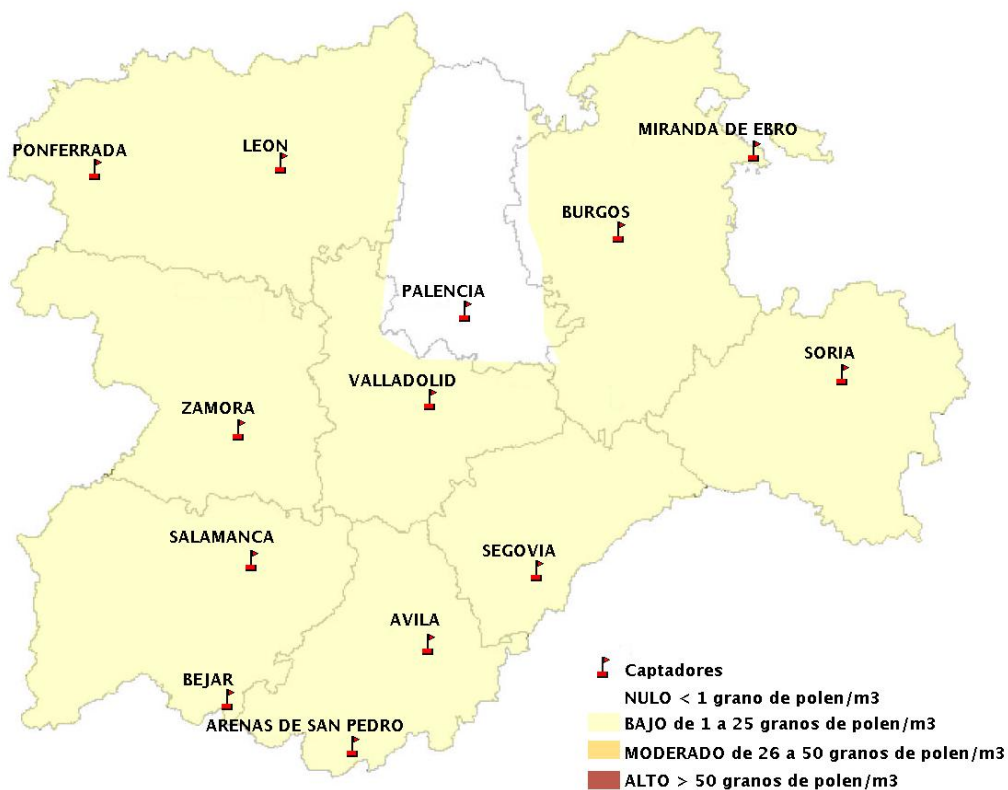 MIRANDA DE EBRO
PONFERRADA
LEON
BURGOS
PALENCIA
SORIA
VALLADOLID
ZAMORA
SALAMANCA
SEGOVIA
AVILA
BEJAR
ARENAS DE SAN PEDRO
Captadores
NULO < 1 grano de polen/m3
BAJO de 1 a 25 granos de polen/m3
MODERADO de 26 a 50 granos de polen/m3
ALTO > 50 granos de polen/m3